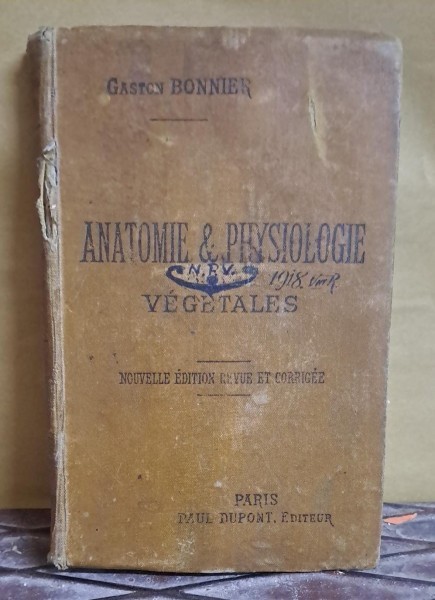 GASTON BONNIER
ANATOMIE & PHYSIOLOGIE
N.P.V.
1918
VÉGÉTALES
NOUVELLE ÉDITION REVUE ET CORRIGÉE
PARIS
PAUL DUPONT, ÉDITEUR